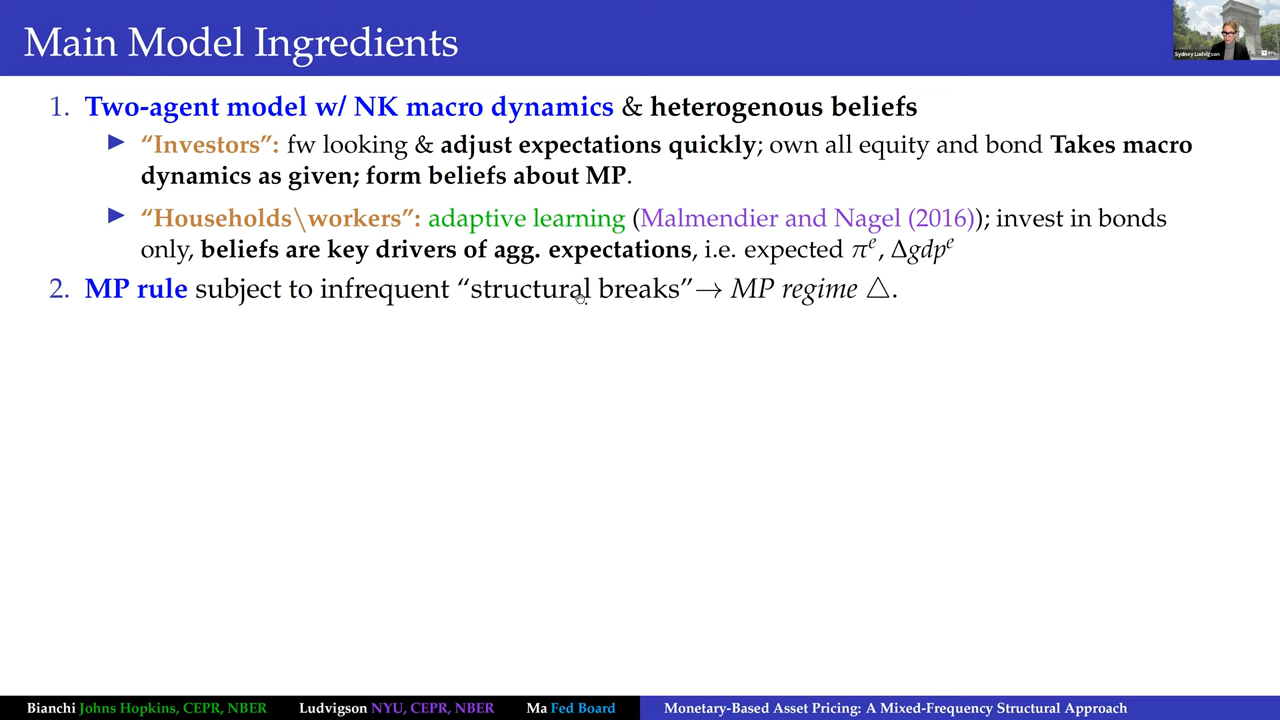 Main Model Ingredients
Sydney Ludvigson
1. Two-agent model w/ NK macro dynamics & heterogenous beliefs
▶ “Investors”: fw looking & adjust expectations quickly; own all equity and bond Takes macro
dynamics as given; form beliefs about MP.
▶ “Households\workers”: adaptive learning (Malmendier and Nagel (2016)); invest in bonds
only, beliefs are key drivers of agg. expectations, i.e. expected πᵉ, Δgdpᵉ
2. MP rule subject to infrequent “structural breaks”→ MP regime △.
Bianchi Johns Hopkins, CEPR, NBER Ludvigson NYU, CEPR, NBER Ma Fed Board Monetary-Based Asset Pricing: A Mixed-Frequency Structural Approach